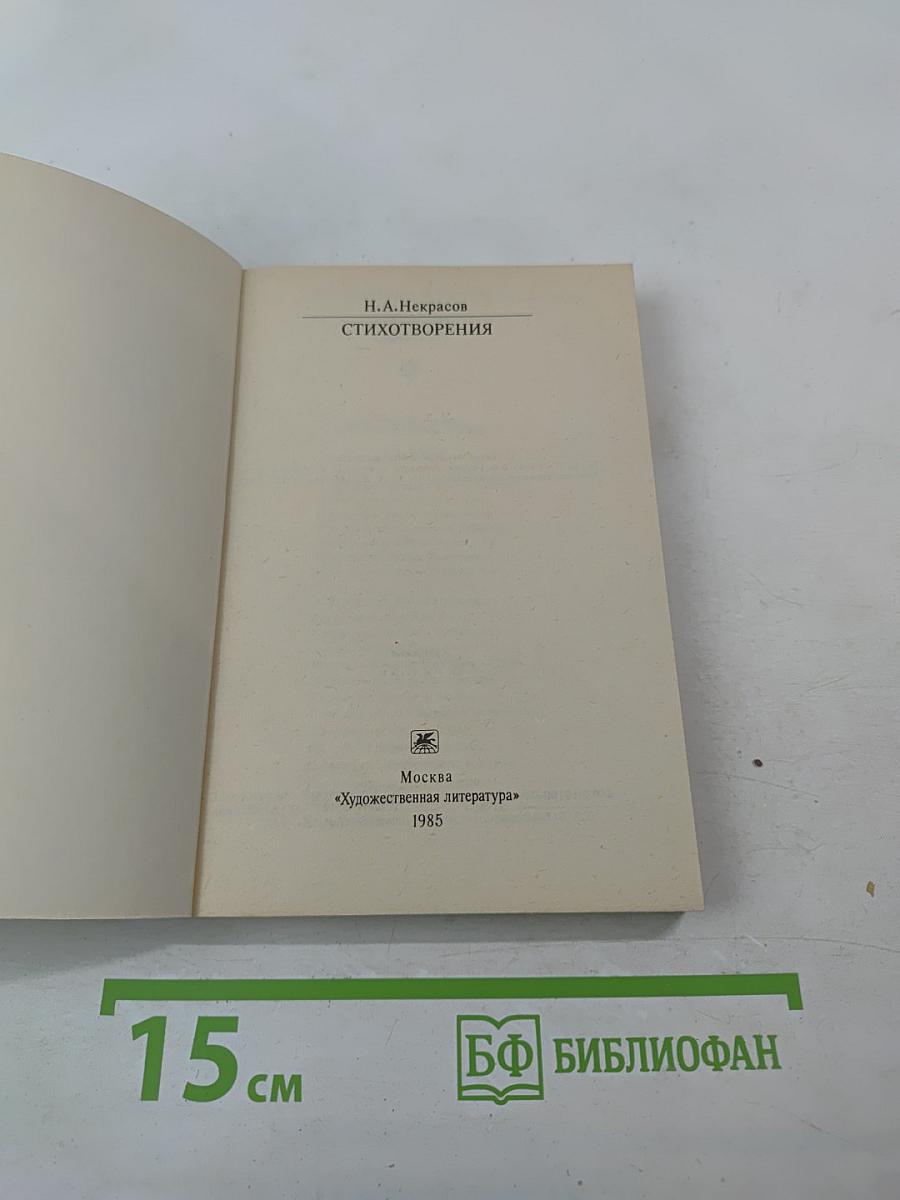 Н.А.Некрасов
СТИХОТВОРЕНИЯ
Москва
«Художественная литература»
1985
15 см
БФ БИБЛИОФАН